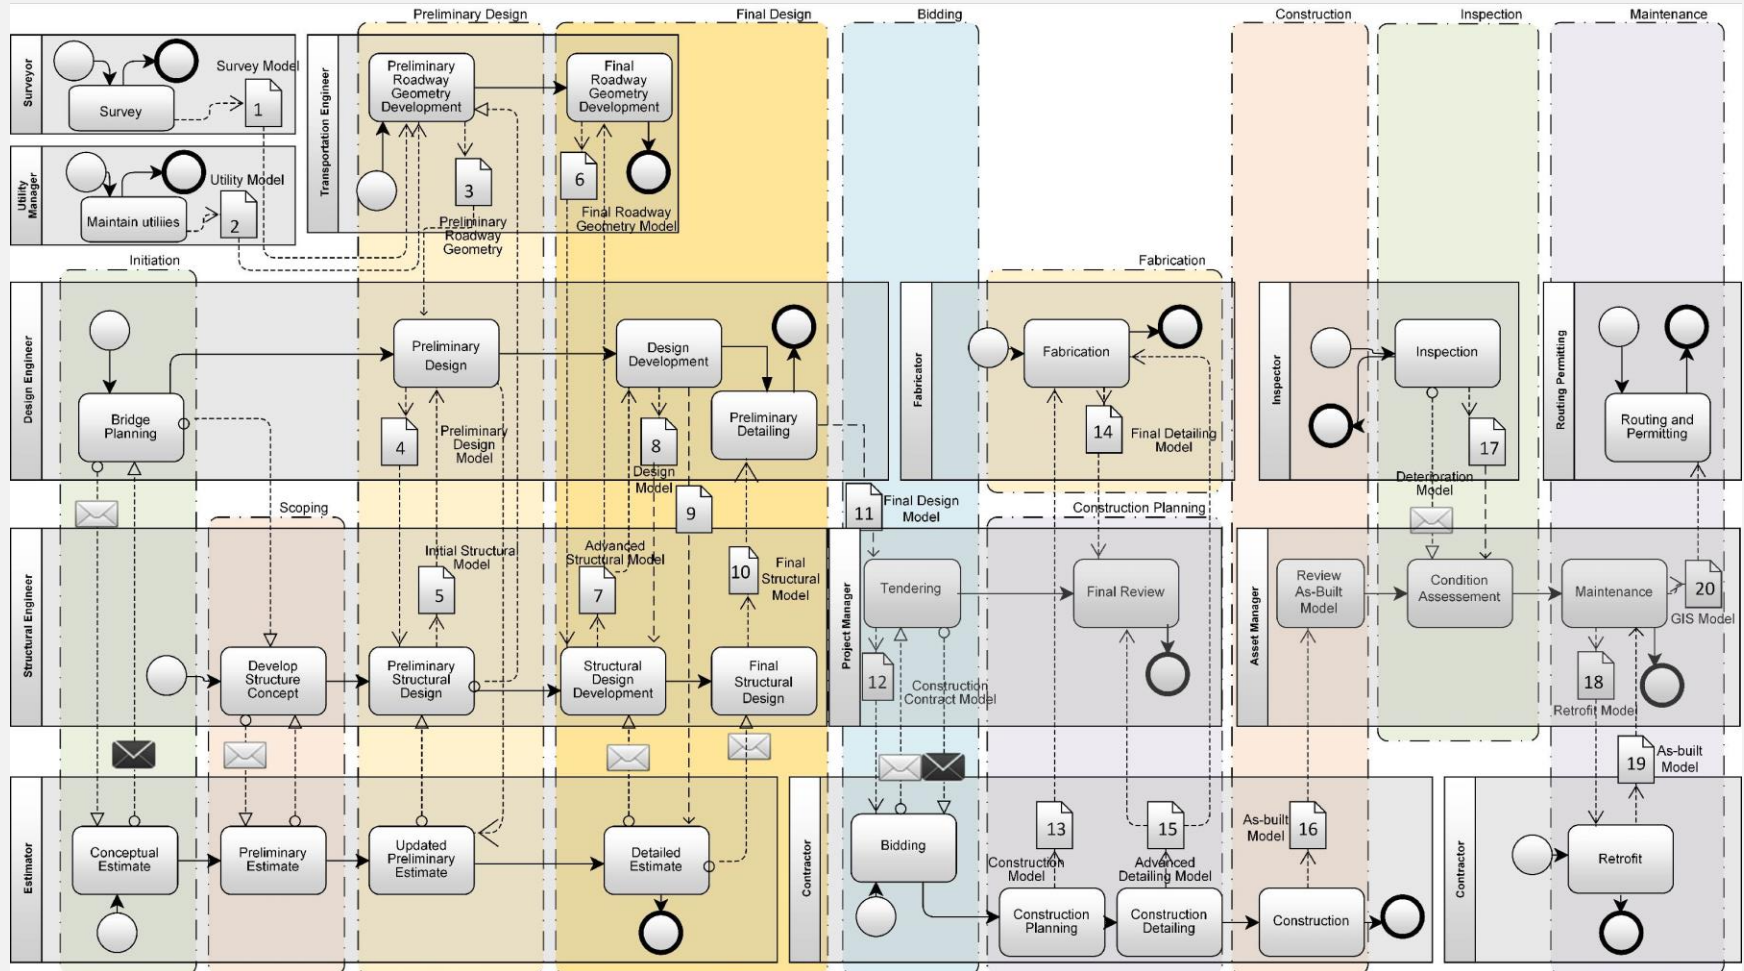 Preliminary Design
Final Design
Bidding
Construction
Inspection
Maintenance
Surveyor
Survey
Survey Model
1
Utility
Manager
Maintain utiliies
Utility Model
2
Transportation Engineer
Preliminary
Roadway
Geometry
Development
3
Preliminary
Roadway
Geometry
Final
Roadway
Geometry
Development
6
Final Roadway
Geometry Model
Initiation
Fabrication
Design Engineer
Bridge
Planning
Preliminary
Design
4
Preliminary
Design
Model
Design
Development
8
Design
Model
9
Preliminary
Detailing
11
Final Design
Model
Fabricator
Fabrication
14
Final Detailing
Model
Inspector
Inspection
17
Deterioration
Model
Routing Permitting
Routing and
Permitting
Scoping
Construction Planning
Structural Engineer
Develop
Structure
Concept
Initial Structural
Model
5
Preliminary
Structural
Design
Advanced
Structural Model
7
Structural
Design
Development
10
Final
Structural
Model
Final
Structural
Design
Project Manager
Tendering
12
Construction
Contract Model
Final Review
Asset Manager
Review
As-Built
Model
Condition
Assessement
Maintenance
20
GIS Model
18
Retrofit Model
19
As-built
Model
Estimator
Conceptual
Estimate
Preliminary
Estimate
Updated
Preliminary
Estimate
Detailed
Estimate
Contractor
Bidding
13
Construction
Model
15
Advanced
Detailing Model
As-built
Model
16
Construction
Planning
Construction
Detailing
Construction
Contractor
Retrofit